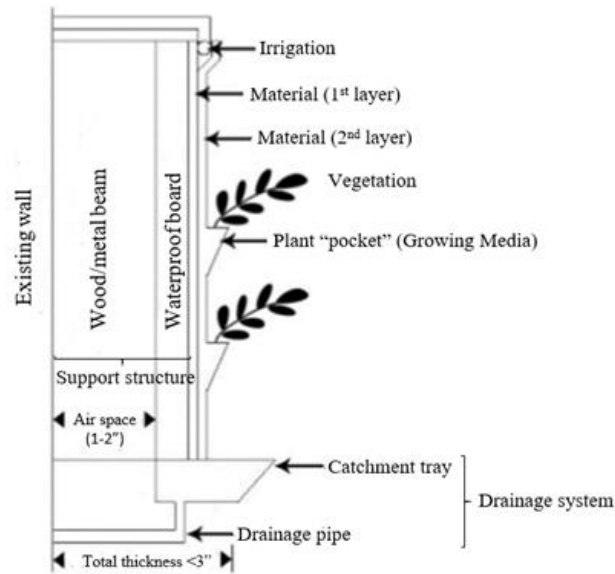 Irrigation
Material (1st layer)
Material (2nd layer)
Vegetation
Plant “pocket” (Growing Media)
Existing wall
Wood/metal beam
Waterproof board
Support structure
Air space
(1-2”)
Catchment tray
Drainage system
Drainage pipe
Total thickness <3”